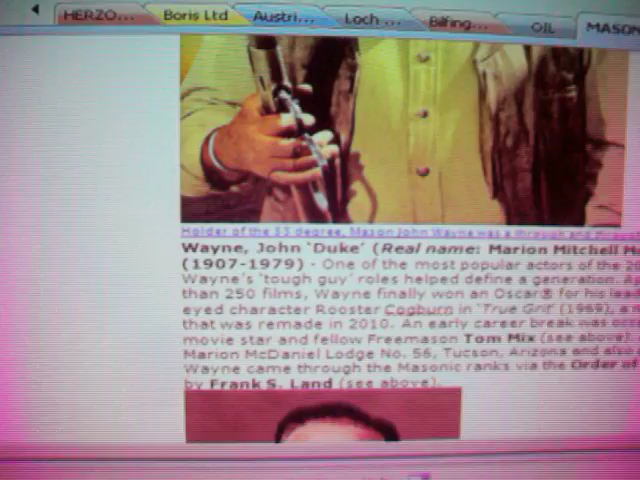 HERZO...
Boris Ltd
Austri...
Loch ...
Bilfing...
OIL
MASON
Holder of the 33 degree, Mason John Wayne was a through and
Wayne, John 'Duke' (Real name: Marion Mitchell M
(1907-1979) - One of the most popular actors of the 20
Wayne's 'tough guy' roles helped define a generation. Ap
than 250 films, Wayne finally won an Oscar® for his
eyed character Rooster Cogburn in 'True Grit' (1969), a
that was remade in 2010. An early career break was
movie star and fellow Freemason Tom Mix (see above).
Marion McDaniel Lodge No. 56, Tucson, Arizona and also
Wayne came through the Masonic ranks via the Order of
by Frank S. Land (see above).